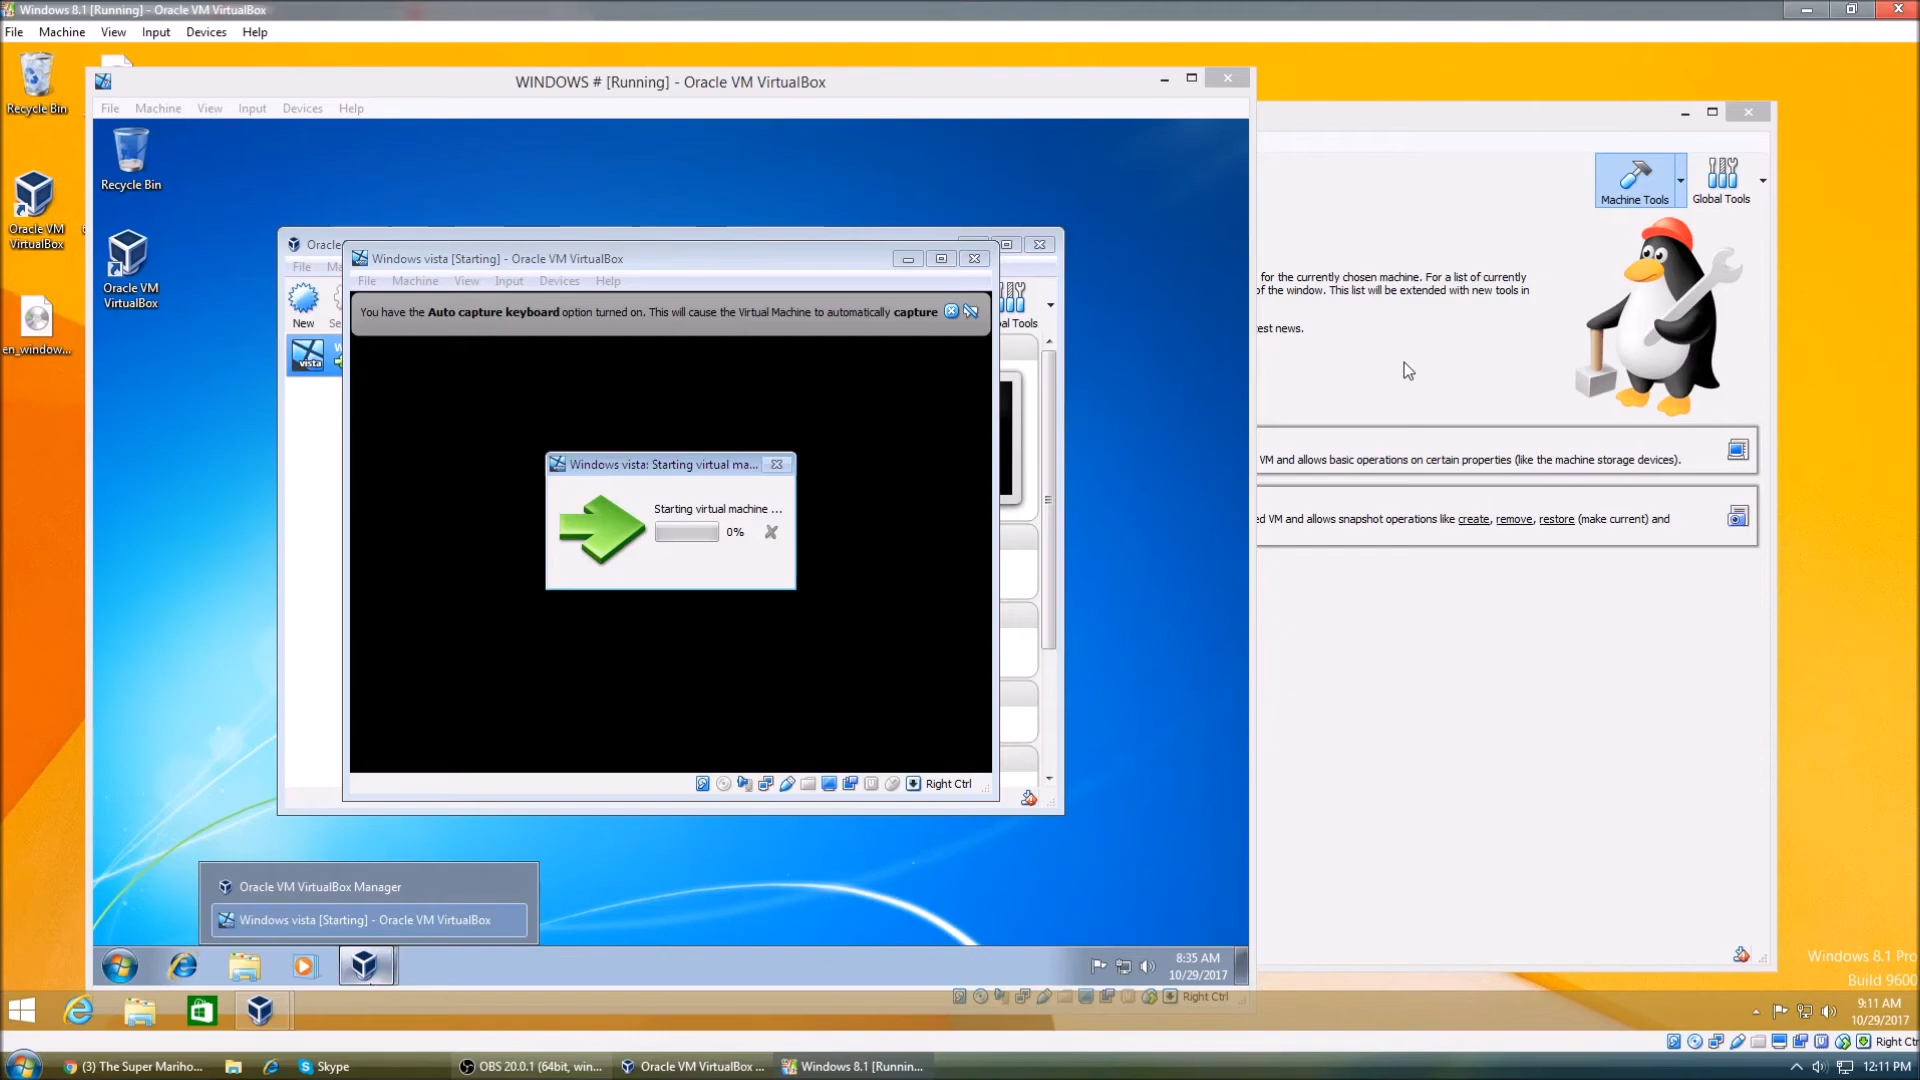 Windows 8.1 [Running] - Oracle VM VirtualBox
File Machine View Input Devices Help
Recycle Bin
Oracle VM
VirtualBox
en_window...
WINDOWS # [Running] - Oracle VM VirtualBox
File Machine View Input Devices Help
Recycle Bin
Oracle VM
VirtualBox
Oracle
File
New
vista
Windows vista [Starting] - Oracle VM VirtualBox
File Machine View Input Devices Help
You have the Auto capture keyboard option turned on. This will cause the Virtual Machine to automatically capture
Windows vista: Starting virtual ma...
Starting virtual machine ...
0%
Right Ctrl
Machine Tools
Global Tools
for the currently chosen machine. For a list of currently
of the window. This list will be extended with new tools in
VM and allows basic operations on certain properties (like the machine storage devices).
ed VM and allows snapshot operations like create, remove, restore (make current) and
Oracle VM VirtualBox Manager
Windows vista [Starting] - Oracle VM VirtualBox
8:35 AM
10/29/2017
Right Ctrl
Windows 8.1 Pro
Build 9600
9:11 AM
10/29/2017
Right Ctr
(3) The Super Mariho...
Skype
OBS 20.0.1 (64bit, win...
Oracle VM VirtualBox ...
Windows 8.1 [Runnin...
12:11 PM